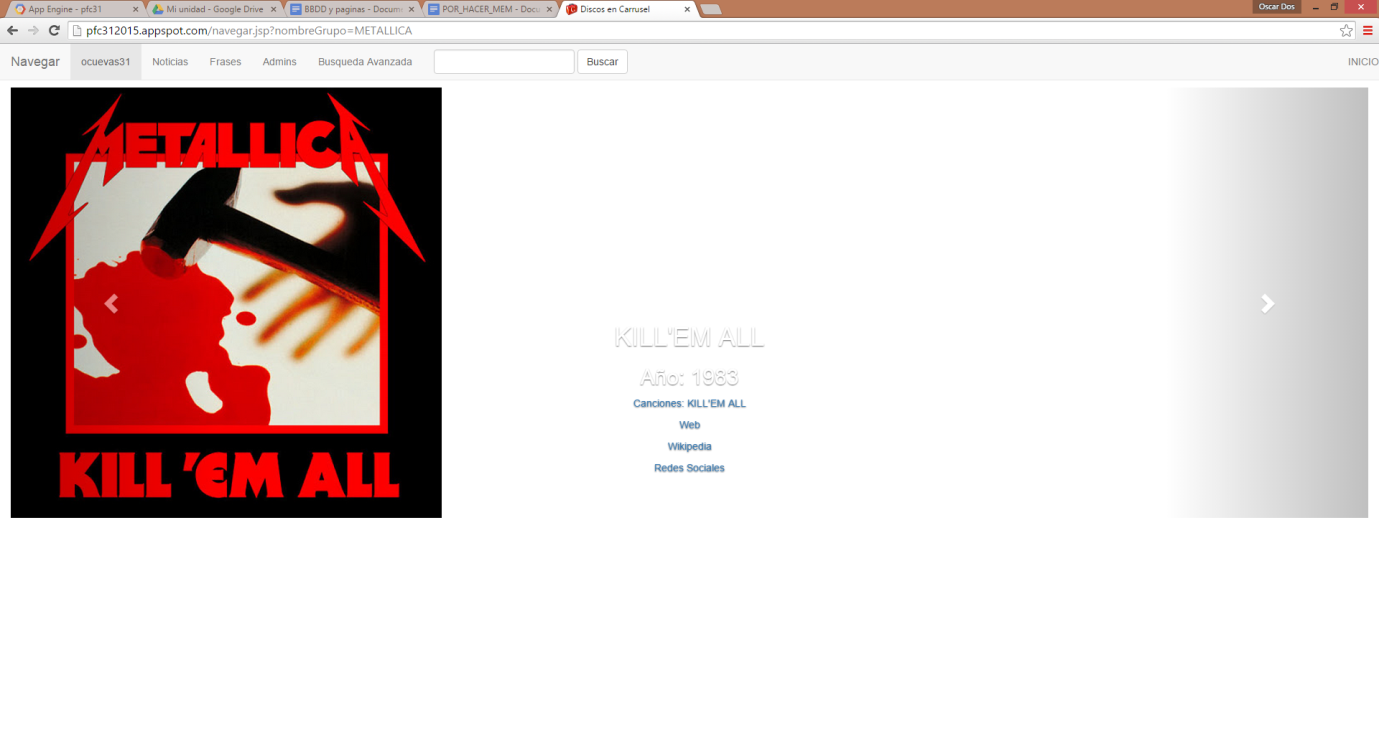 App Engine - pfc31
Mi unidad - Google Drive
BBDD y paginas - Docume
POR_HACER_MEM - Docu
Discos en Carrusel
Oscar Dos
pfc312015.appspot.com/navegar.jsp?nombreGrupo=METALLICA
Navegar
ocuevas31
Noticias
Frases
Admins
Busqueda Avanzada
Buscar
INICIO
METALLICA
KILL 'EM ALL
KILL'EM ALL
Año: 1983
Canciones: KILL'EM ALL
Web
Wikipedia
Redes Sociales